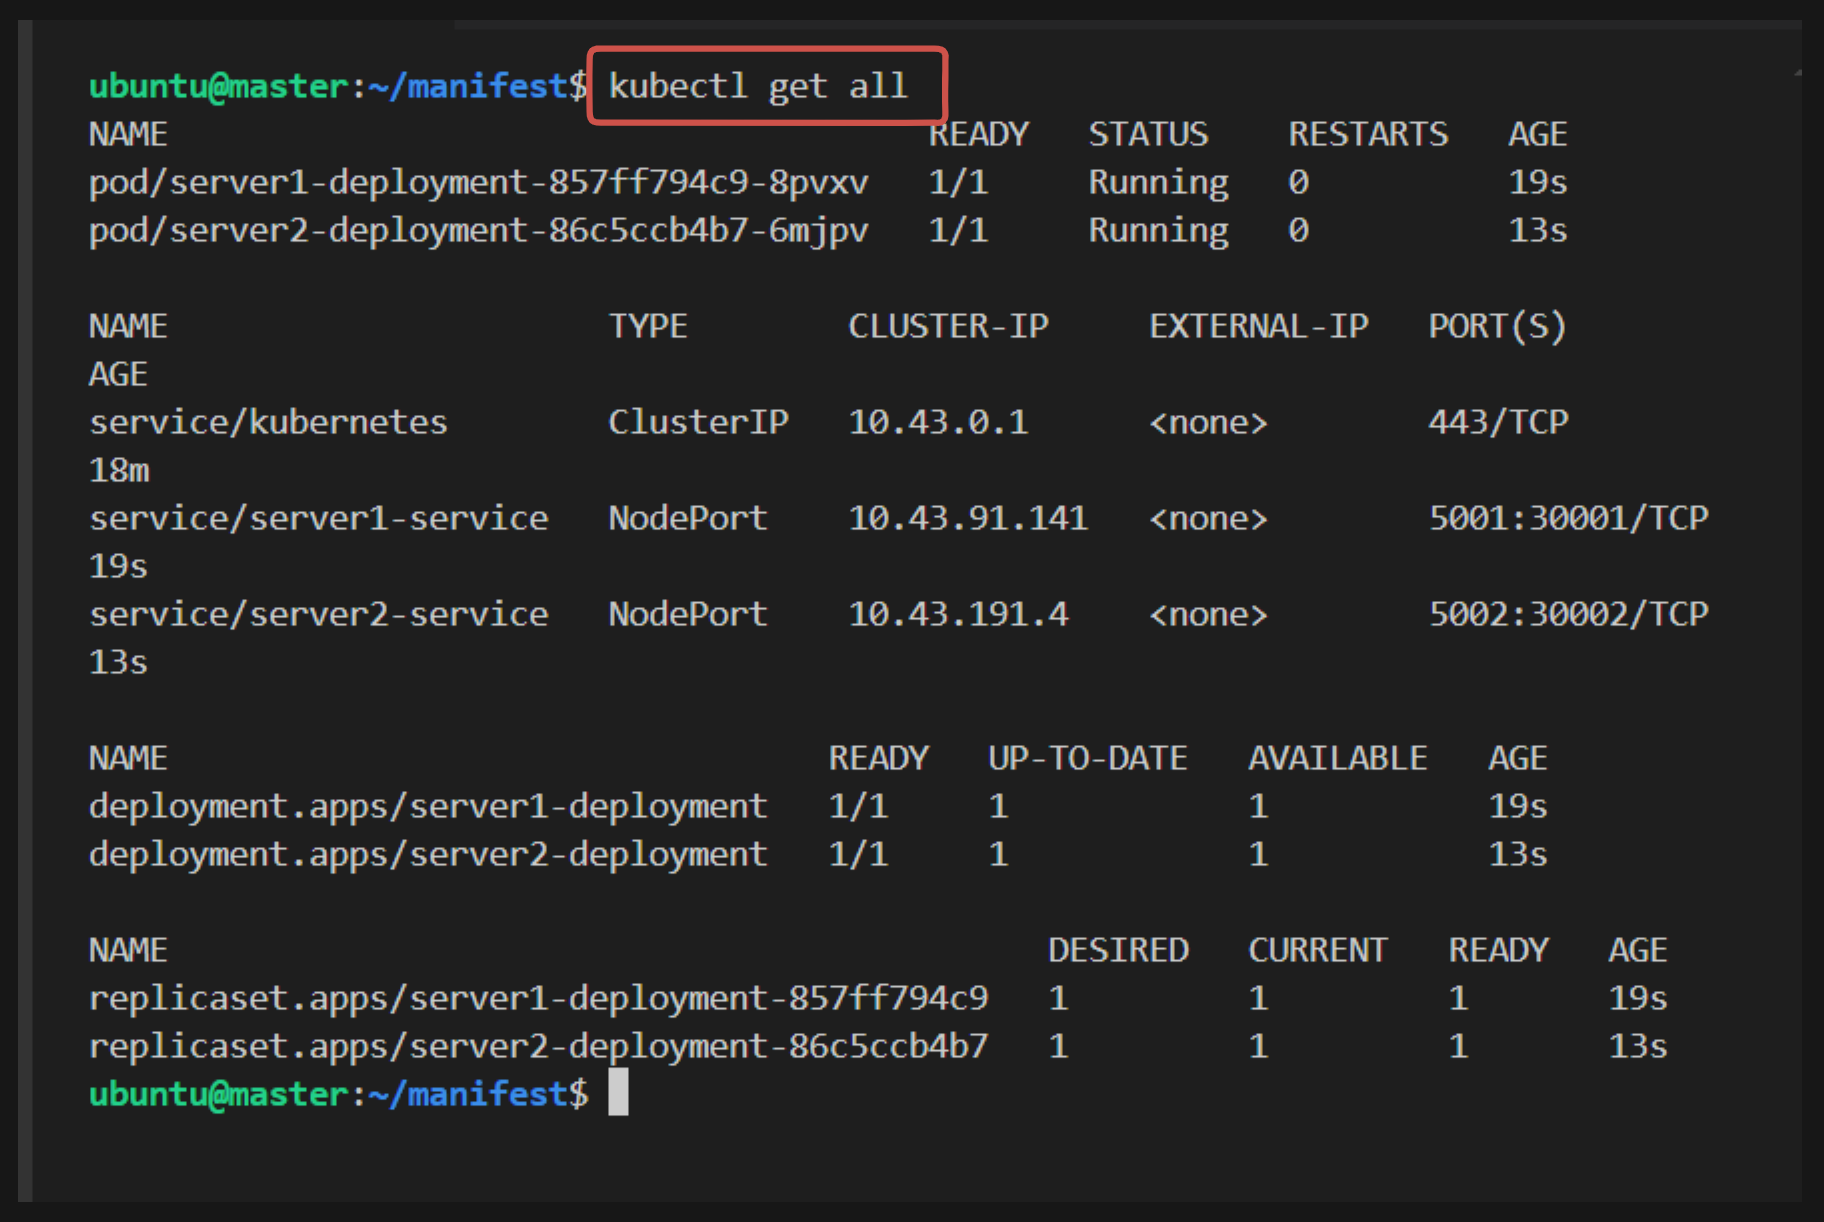 ubuntu@master:~/manifest$ kubectl get all
NAME                                      READY   STATUS    RESTARTS   AGE
pod/server1-deployment-857ff794c9-8pvxv   1/1     Running   0          19s
pod/server2-deployment-86c5ccb4b7-6mjpv   1/1     Running   0          13s

NAME                      TYPE        CLUSTER-IP     EXTERNAL-IP   PORT(S)
AGE
service/kubernetes        ClusterIP   10.43.0.1      <none>        443/TCP
18m
service/server1-service   NodePort    10.43.91.141   <none>        5001:30001/TCP
19s
service/server2-service   NodePort    10.43.191.4    <none>        5002:30002/TCP
13s

NAME                                 READY   UP-TO-DATE   AVAILABLE   AGE
deployment.apps/server1-deployment   1/1     1            1           19s
deployment.apps/server2-deployment   1/1     1            1           13s

NAME                                            DESIRED   CURRENT   READY   AGE
replicaset.apps/server1-deployment-857ff794c9   1         1         1       19s
replicaset.apps/server2-deployment-86c5ccb4b7   1         1         1       13s
ubuntu@master:~/manifest$